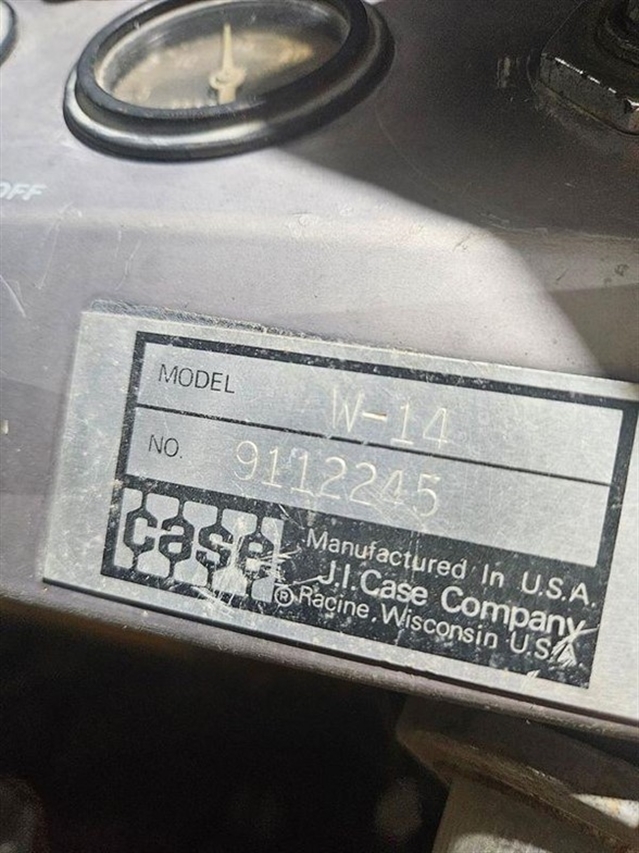 OFF
MODEL W-14
NO. 9112245
case
Manufactured In U.S.A.
J.I. Case Company
® Racine, Wisconsin U.S.A.